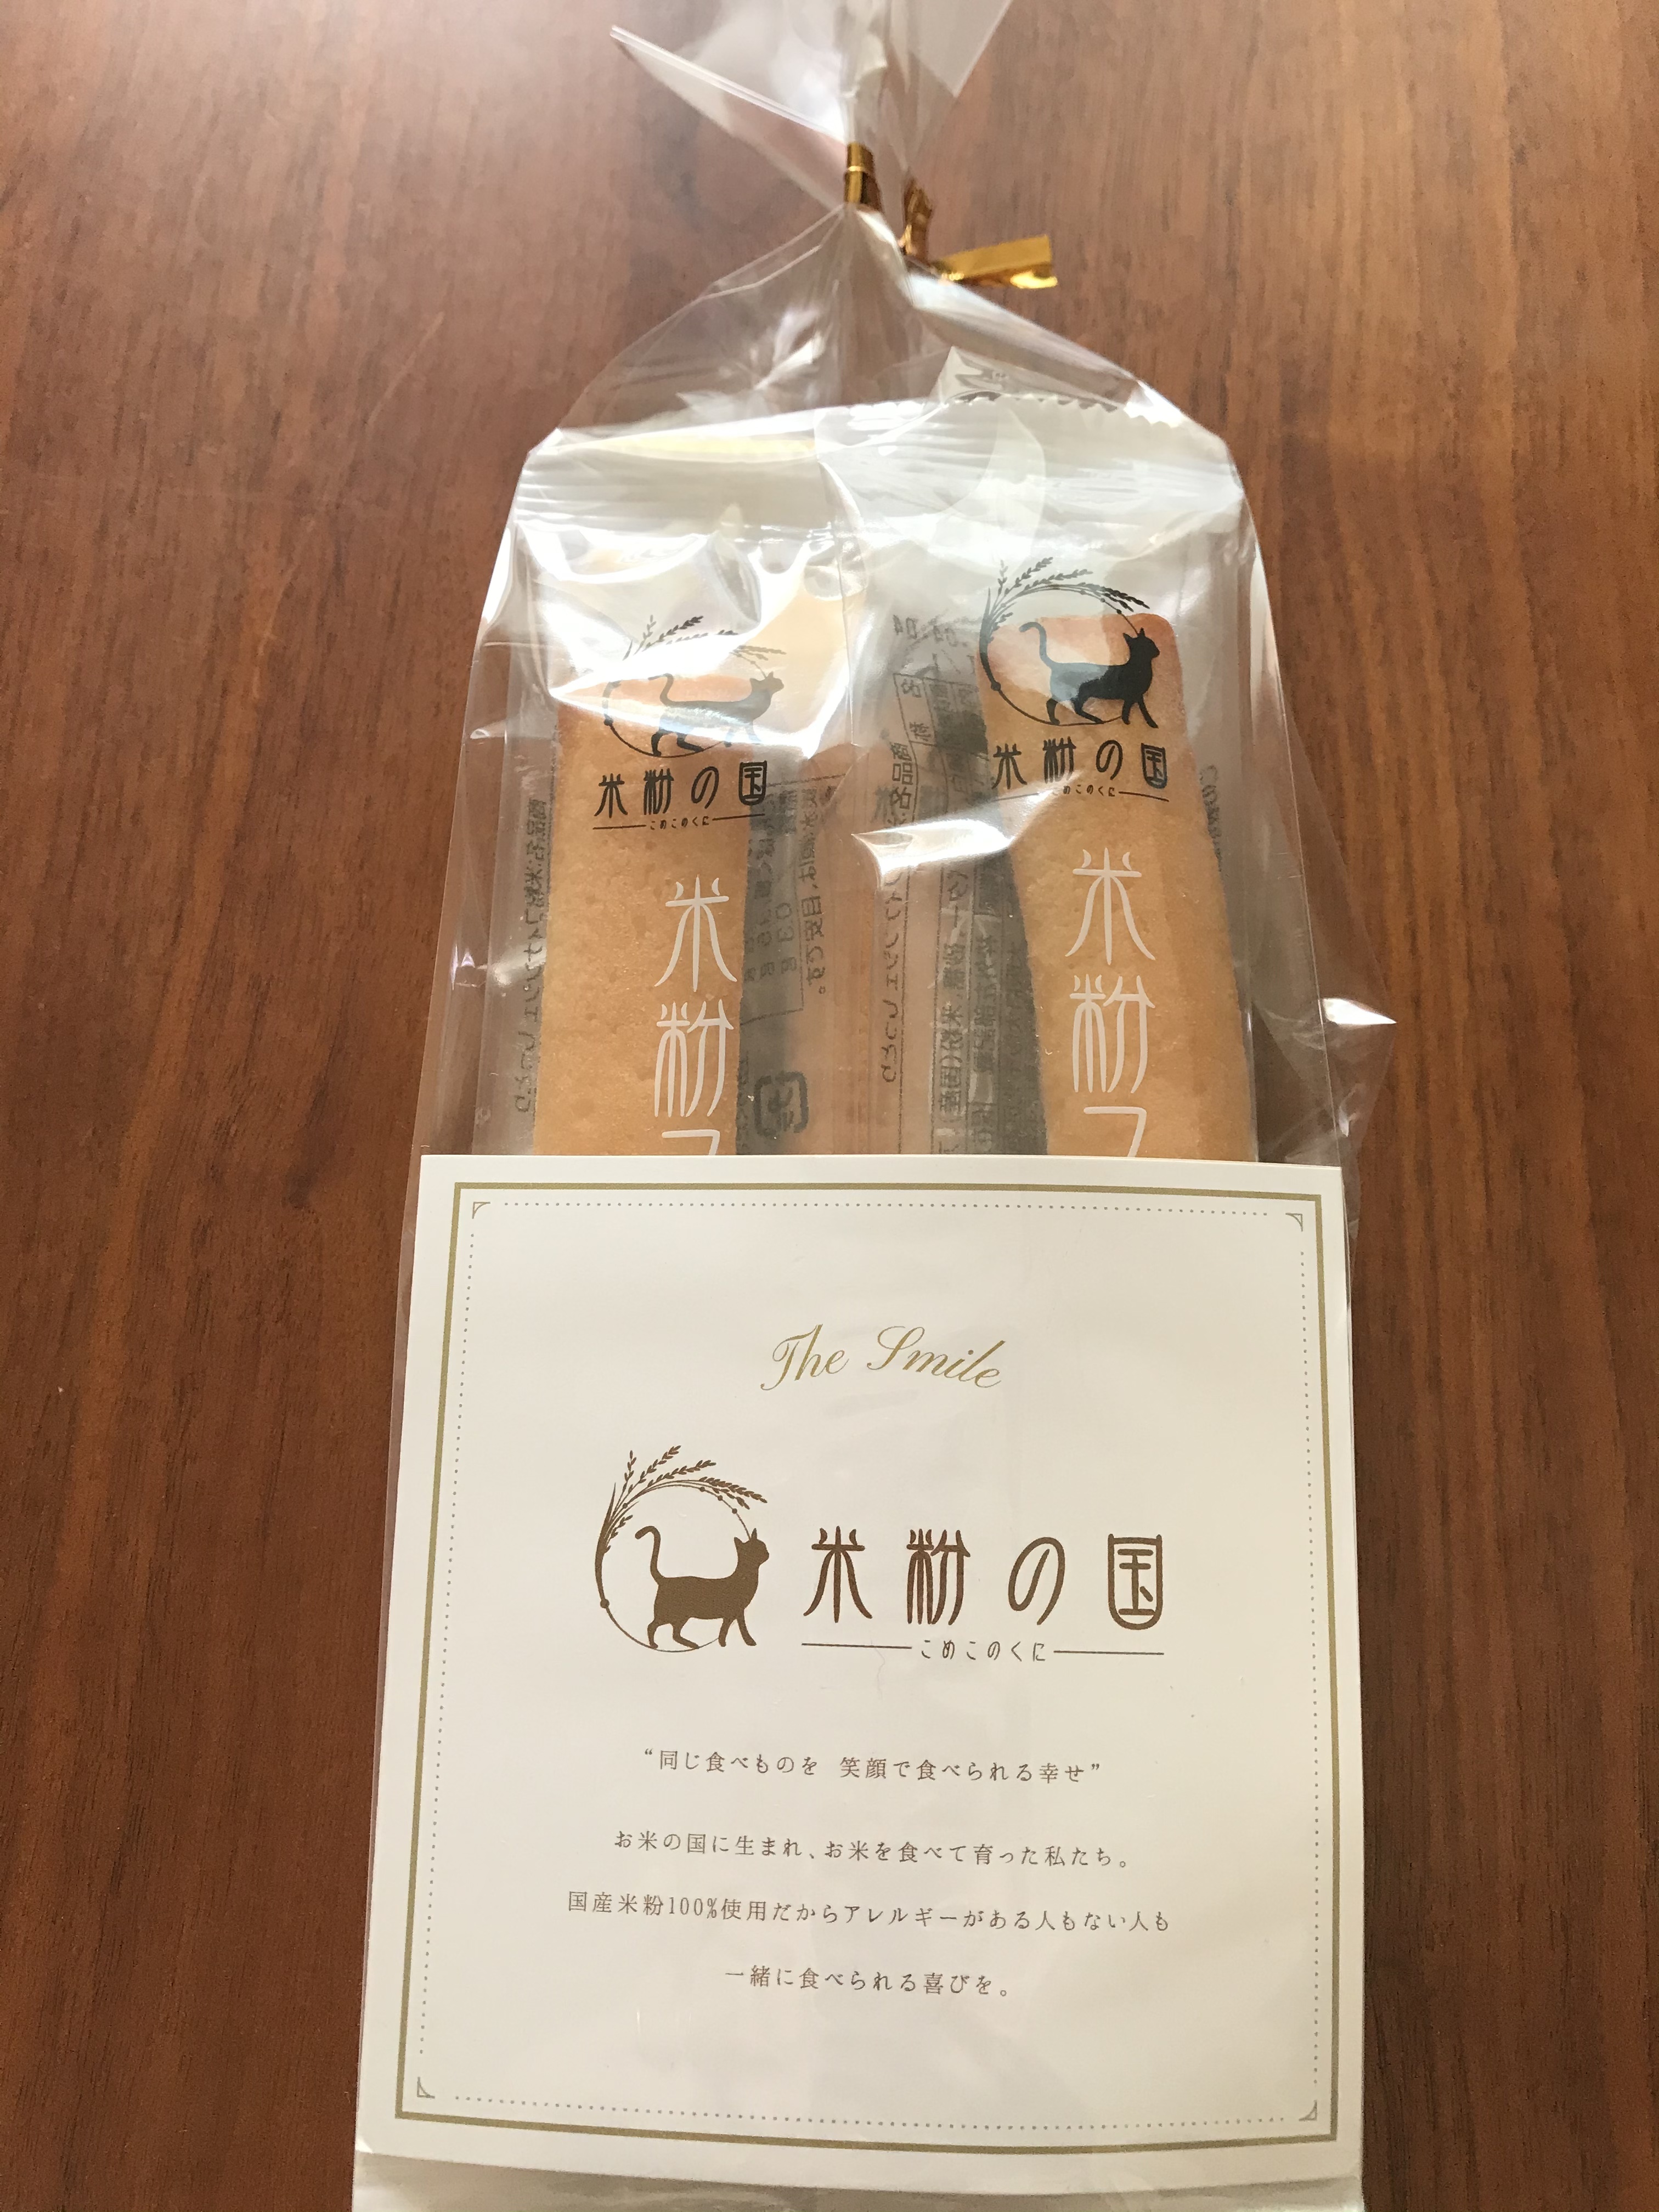 米粉の国
こめこのくに
米粉フ
米粉の国
こめこのくに
米粉フ
The Smile
米粉の国
こめこのくに
“同じ食べものを 笑顔で食べられる幸せ”
お米の国に生まれ、お米を食べて育った私たち。
国産米粉100%使用だからアレルギーがある人もない人も
一緒に食べられる喜びを。